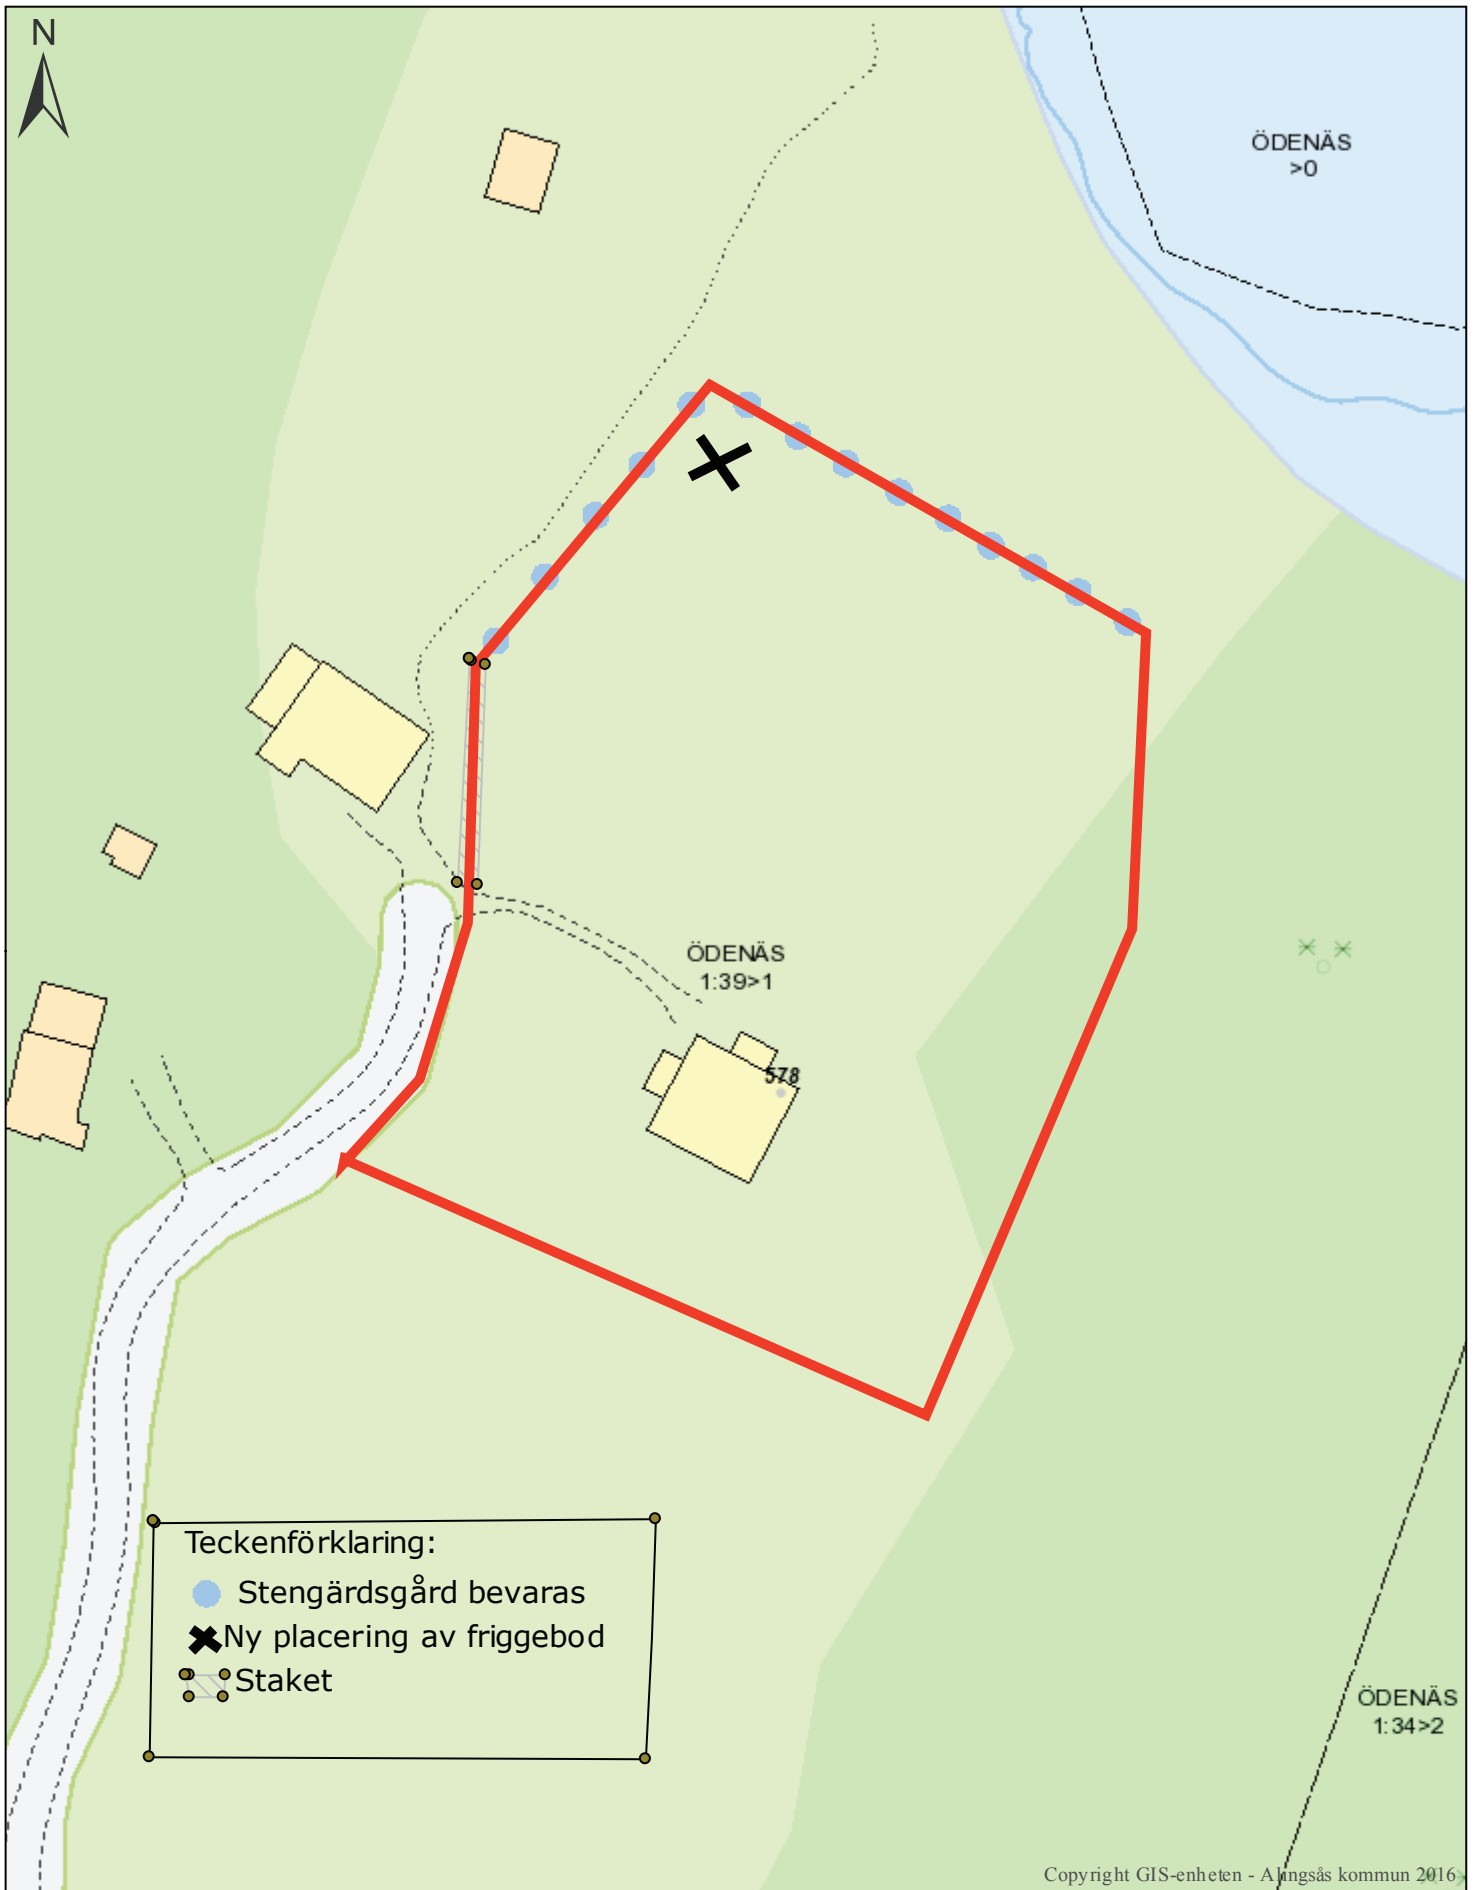 N
ÖDENÄS
>0
ÖDENÄS
1:39>1
578
Teckenförklaring:
Stengärdsgård bevaras
Ny placering av friggebod
Staket
ÖDENÄS
1:34>2
Copyright GIS-enheten - Alingsås kommun 2016